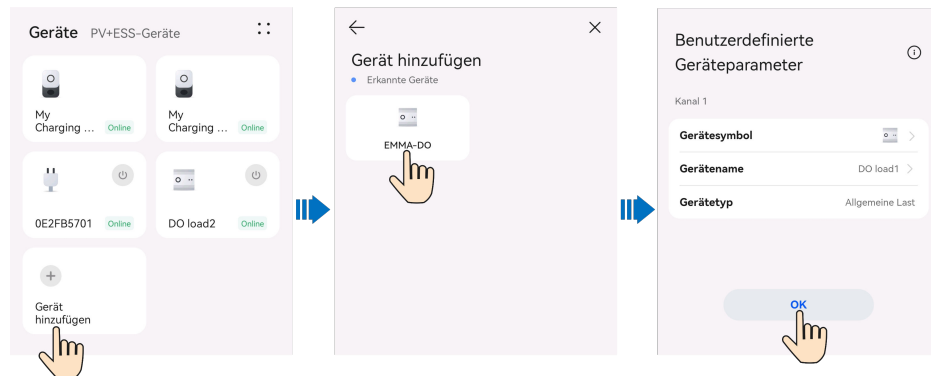 Geräte PV+ESS-Geräte
My
Charging ... Online
My
Charging ... Online
0E2FB5701 Online
DO load2 Online
Gerät
hinzufügen
Gerät hinzufügen
Erkannte Geräte
EMMA-DO
Benutzerdefinierte
Geräteparameter
Kanal 1
Gerätesymbol
Gerätename DO load1
Gerätetyp Allgemeine Last
OK